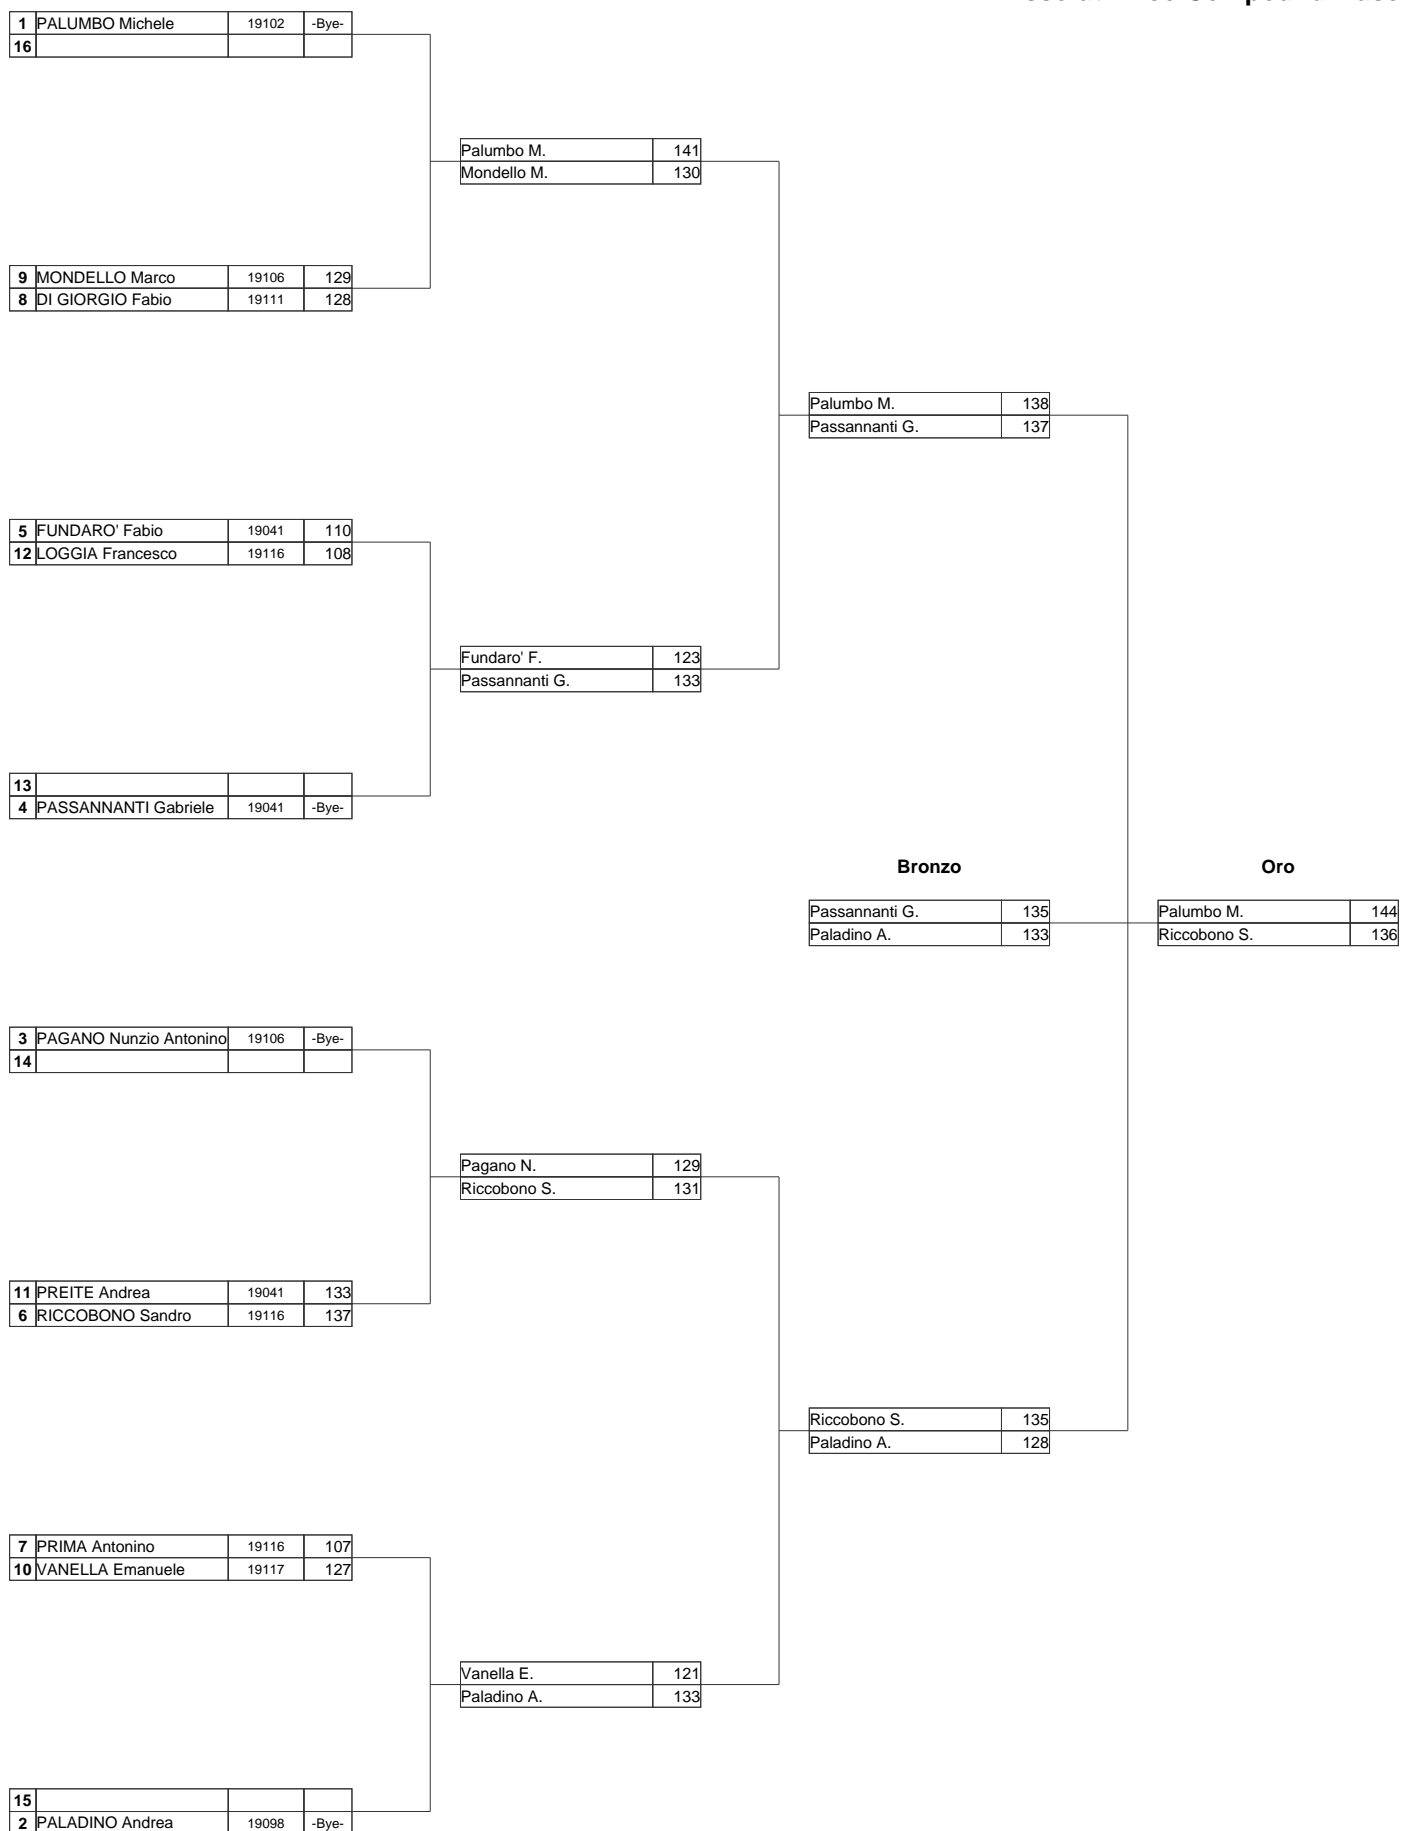 1 PALUMBO Michele 19102 -Bye-
16
Palumbo M. 141
Mondello M. 130
9 MONDELLO Marco 19106 129
8 DI GIORGIO Fabio 19111 128
Palumbo M. 138
Passannanti G. 137
5 FUNDARO' Fabio 19041 110
12 LOGGIA Francesco 19116 108
Fundaro' F. 123
Passannanti G. 133
13
4 PASSANNANTI Gabriele 19041 -Bye-
Bronzo Oro
Passannanti G. 135 Palumbo M. 144
Paladino A. 133 Riccobono S. 136
3 PAGANO Nunzio Antonino 19106 -Bye-
14
Pagano N. 129
Riccobono S. 131
11 PREITE Andrea 19041 133
6 RICCOBONO Sandro 19116 137
Riccobono S. 135
Paladino A. 128
7 PRIMA Antonino 19116 107
10 VANELLA Emanuele 19117 127
Vanella E. 121
Paladino A. 133
15
2 PALADINO Andrea 19098 -Bye-